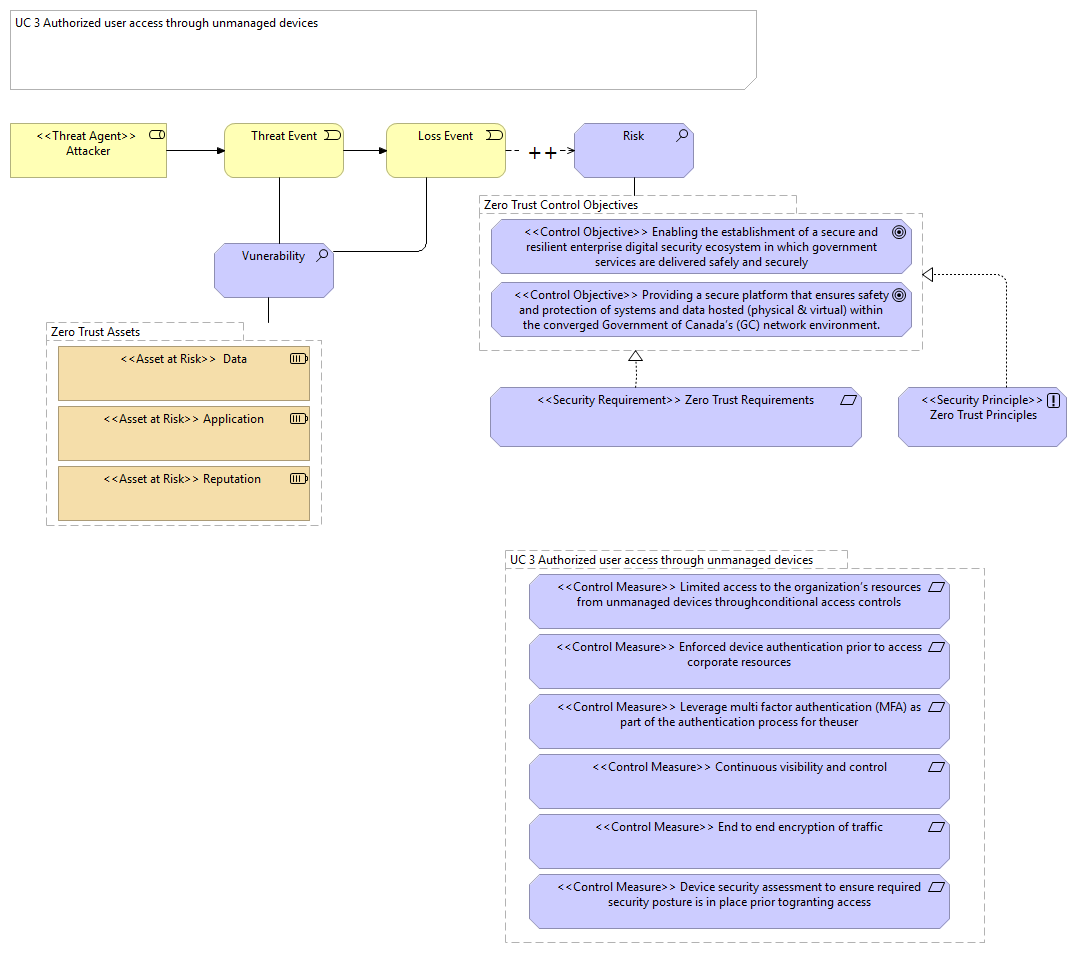 UC 3 Authorized user access through unmanaged devices
<<Threat Agent>>
Attacker
Threat Event
Loss Event
++
Risk
Zero Trust Control Objectives
<<Control Objective>> Enabling the establishment of a secure and
resilient enterprise digital security ecosystem in which government
services are delivered safely and securely
<<Control Objective>> Providing a secure platform that ensures safety
and protection of systems and data hosted (physical & virtual) within
the converged Government of Canada's (GC) network environment.
Vunerability
Zero Trust Assets
<<Asset at Risk>> Data
<<Asset at Risk>> Application
<<Asset at Risk>> Reputation
<<Security Requirement>> Zero Trust Requirements
<<Security Principle>>
Zero Trust Principles
UC 3 Authorized user access through unmanaged devices
<<Control Measure>> Limited access to the organization's resources
from unmanaged devices throughconditional access controls
<<Control Measure>> Enforced device authentication prior to access
corporate resources
<<Control Measure>> Leverage multi factor authentication (MFA) as
part of the authentication process for theuser
<<Control Measure>> Continuous visibility and control
<<Control Measure>> End to end encryption of traffic
<<Control Measure>> Device security assessment to ensure required
security posture is in place prior togranting access